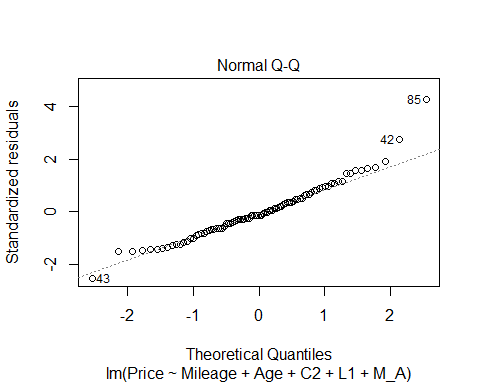 Normal Q-Q
Standardized residuals
4
2
0
-2
85
42
43
-2 -1 0 1 2
Theoretical Quantiles
lm(Price ~ Mileage + Age + C2 + L1 + M_A)